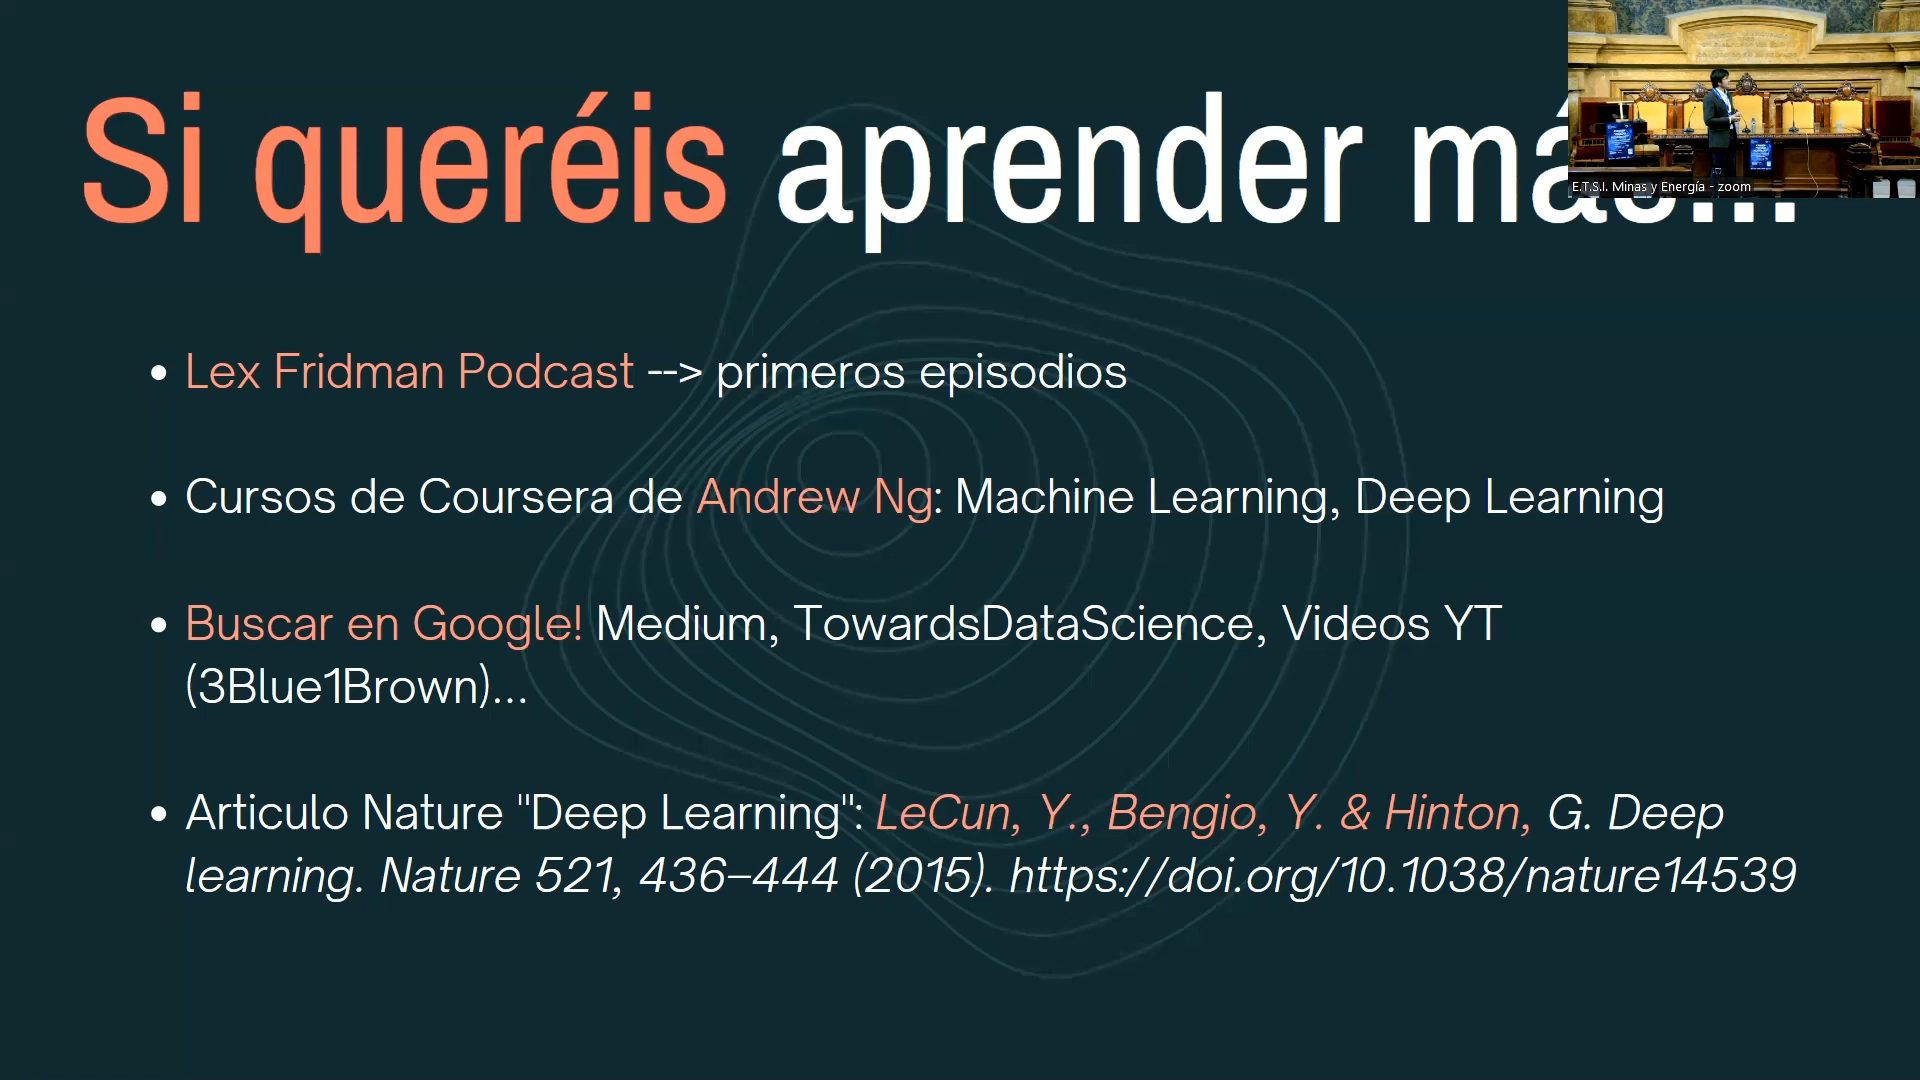 Si queréis aprender más...
E.T.S.I. Minas y Energía - zoom
• Lex Fridman Podcast --> primeros episodios
• Cursos de Coursera de Andrew Ng: Machine Learning, Deep Learning
• Buscar en Google! Medium, TowardsDataScience, Videos YT
(3Blue1Brown)...
• Articulo Nature "Deep Learning": LeCun, Y., Bengio, Y. & Hinton, G. Deep
learning. Nature 521, 436–444 (2015). https://doi.org/10.1038/nature14539